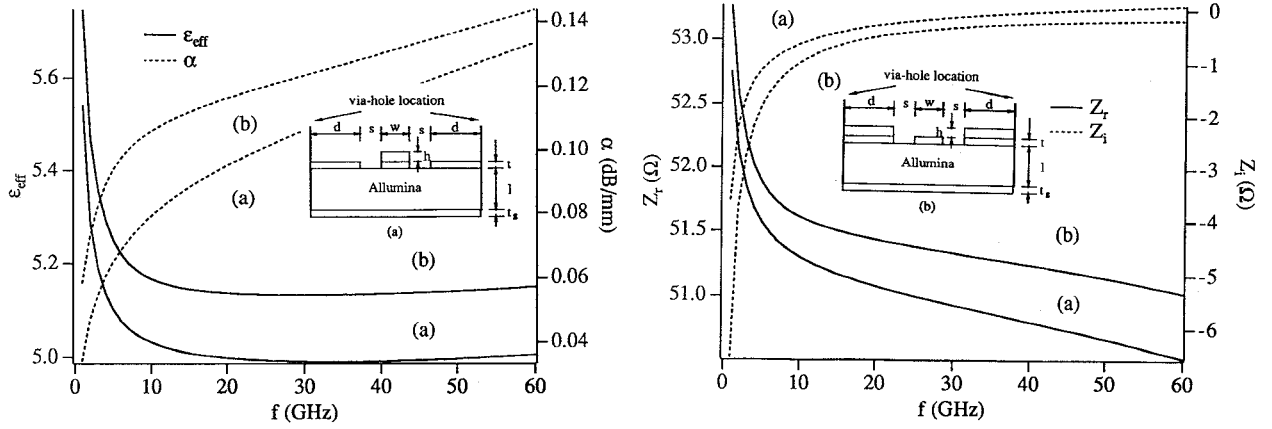 ε_eff
α
5.6
5.4
5.2
5.0
ε_eff
0.14
0.12
0.10
0.08
0.06
0.04
α (dB/mm)
(b)
(a)
(b)
(a)
via-hole location
d s w s d
h
t
Allumina
l
t_g
(a)
0 10 20 30 40 50 60
f (GHz)
(a)
53.0
52.5
52.0
51.5
51.0
Z_r (Ω)
0
-1
-2
-3
-4
-5
-6
Z_i (Ω)
(b)
via-hole location
d s w s d
h
t
Allumina
l
t_g
(b)
Z_r
Z_i
(b)
(a)
0 10 20 30 40 50 60
f (GHz)